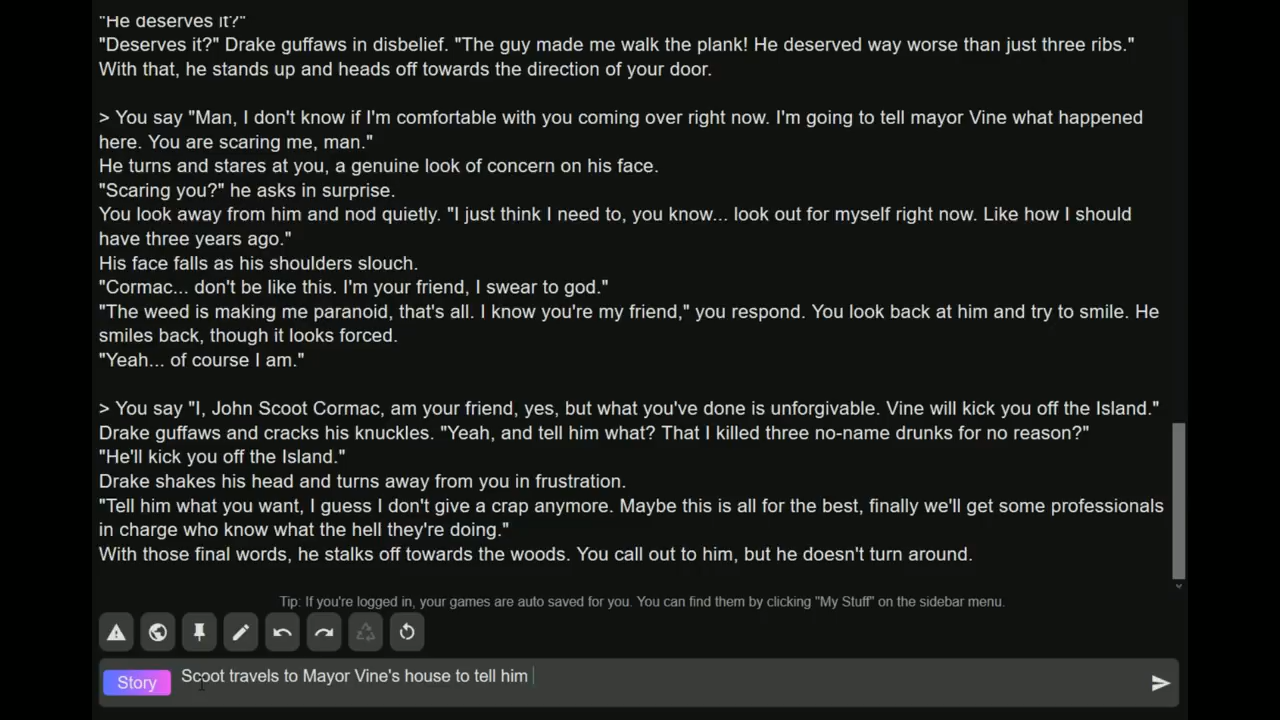 "He deserves it?"
"Deserves it?" Drake guffaws in disbelief. "The guy made me walk the plank! He deserved way worse than just three ribs."
With that, he stands up and heads off towards the direction of your door.
> You say "Man, I don't know if I'm comfortable with you coming over right now. I'm going to tell mayor Vine what happened
here. You are scaring me, man."
He turns and stares at you, a genuine look of concern on his face.
"Scaring you?" he asks in surprise.
You look away from him and nod quietly. "I just think I need to, you know... look out for myself right now. Like how I should
have three years ago."
His face falls as his shoulders slouch.
"Cormac... don't be like this. I'm your friend, I swear to god."
"The weed is making me paranoid, that's all. I know you're my friend," you respond. You look back at him and try to smile. He
smiles back, though it looks forced.
"Yeah... of course I am."
> You say "I, John Scoot Cormac, am your friend, yes, but what you've done is unforgivable. Vine will kick you off the Island."
Drake guffaws and cracks his knuckles. "Yeah, and tell him what? That I killed three no-name drunks for no reason?"
"He'll kick you off the Island."
Drake shakes his head and turns away from you in frustration.
"Tell him what you want, I guess I don't give a crap anymore. Maybe this is all for the best, finally we'll get some professionals
in charge who know what the hell they're doing."
With those final words, he stalks off towards the woods. You call out to him, but he doesn't turn around.
Tip: If you're logged in, your games are auto saved for you. You can find them by clicking "My Stuff" on the sidebar menu.
Story Scoot travels to Mayor Vine's house to tell him